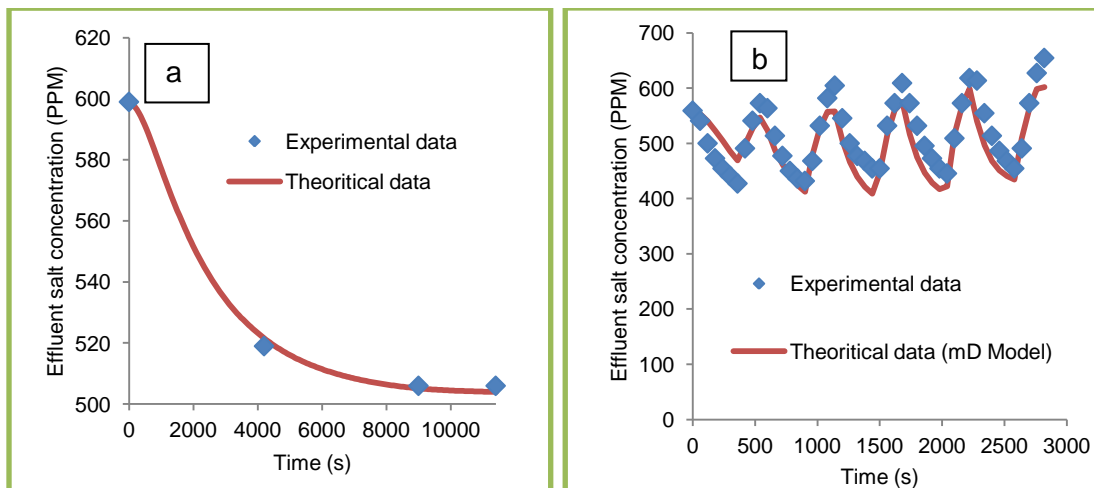 a
Effluent salt concentration (PPM)
620
600
580
560
540
520
500
0 2000 4000 6000 8000 10000
Time (s)
Experimental data
Theoritical data
b
Effluent salt concentration (PPM)
700
600
500
400
300
200
100
0
0 500 1000 1500 2000 2500 3000
Time (s)
Experimental data
Theoritical data (mD Model)